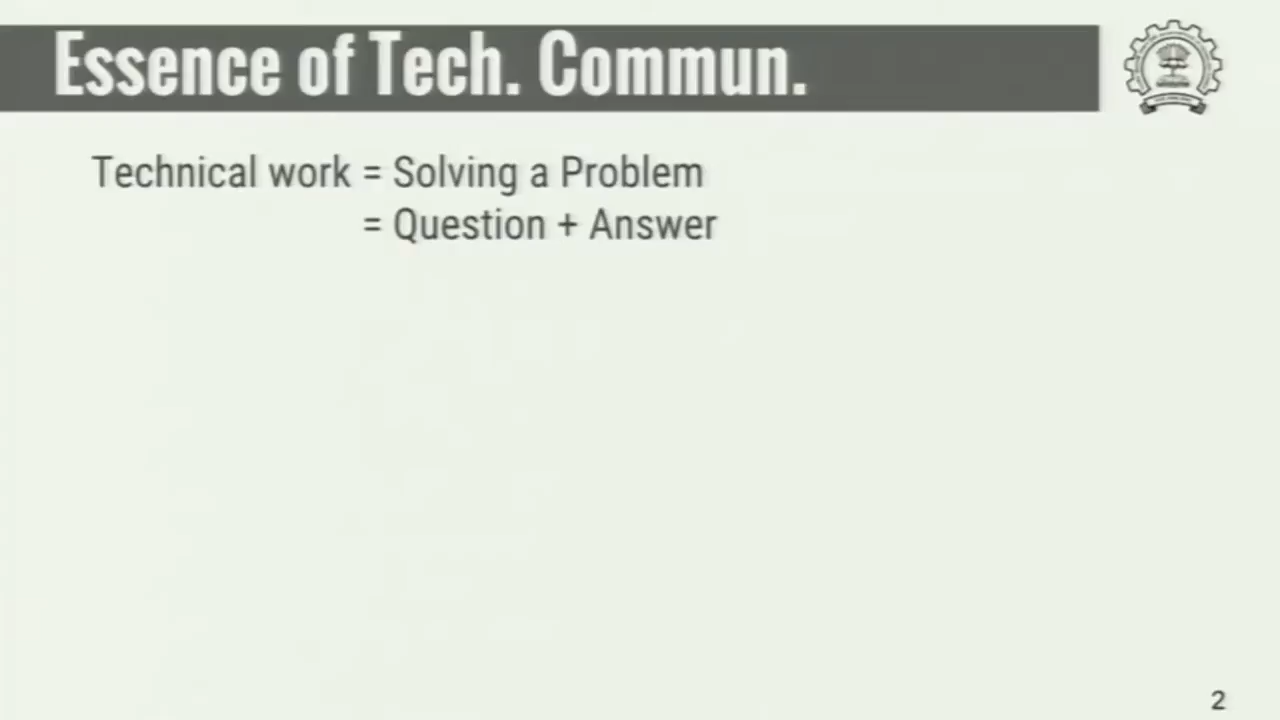 Essence of Tech. Commun.
Technical work = Solving a Problem
= Question + Answer
2